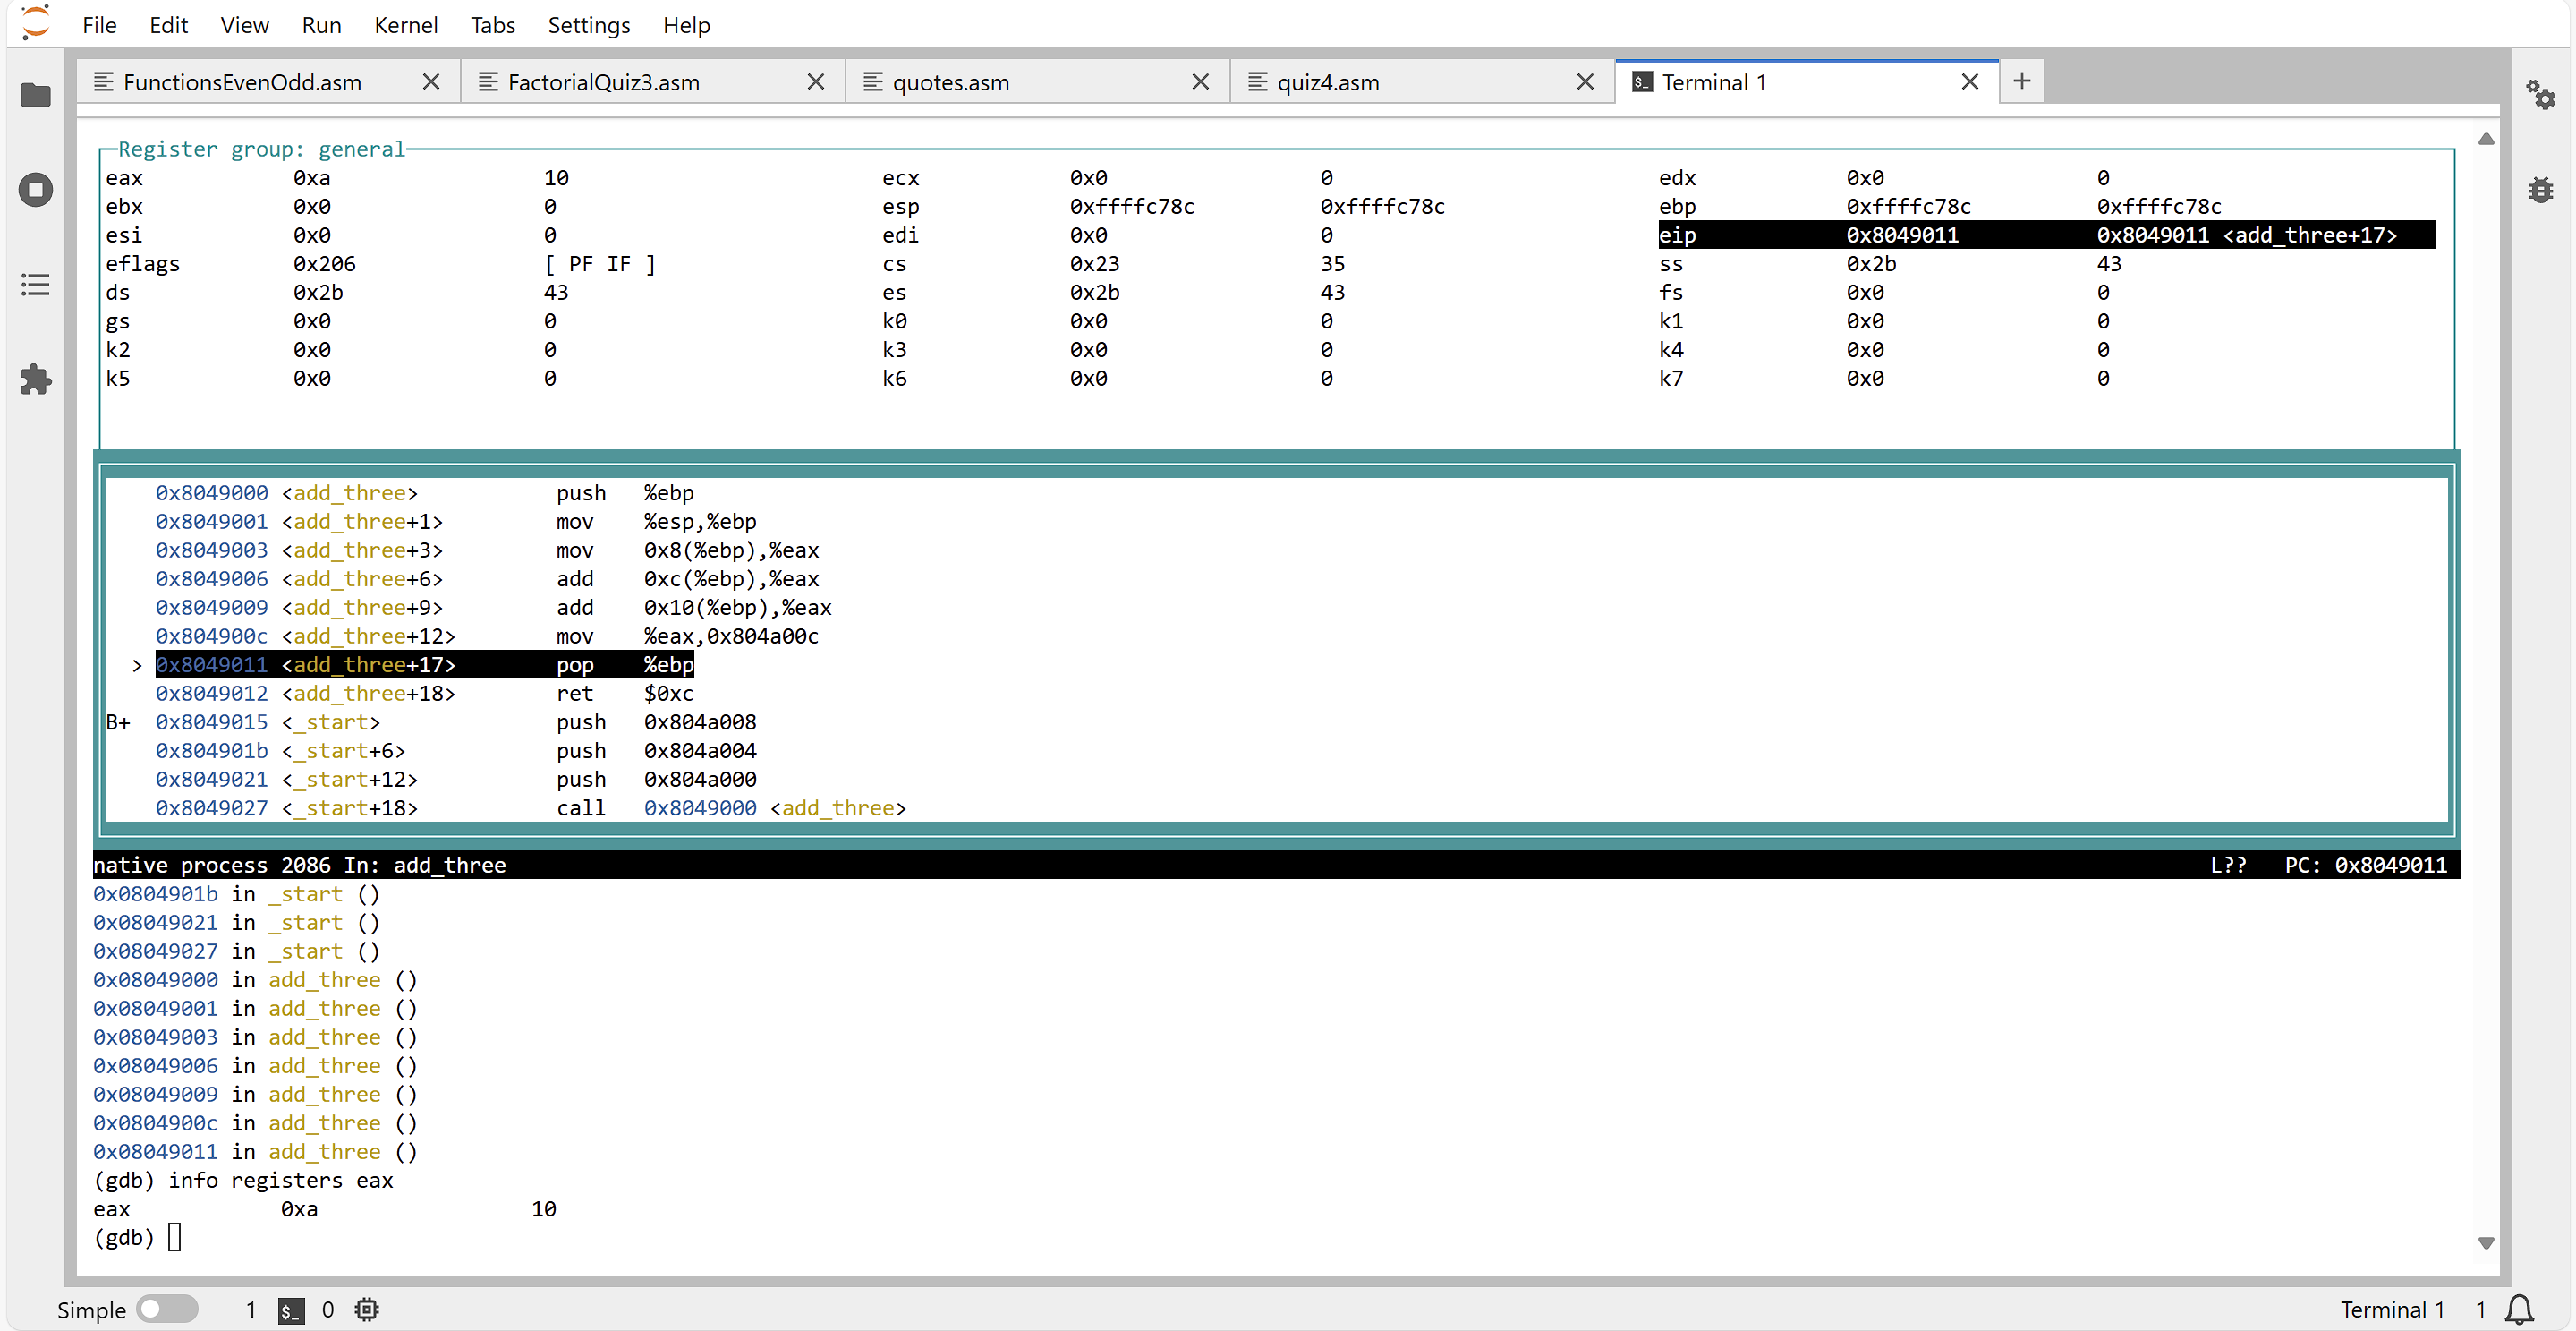 File Edit View Run Kernel Tabs Settings Help
FunctionsEvenOdd.asm FactorialQuiz3.asm quotes.asm quiz4.asm $_ Terminal 1
Register group: general
eax 0xa 10 ecx 0x0 0 edx 0x0 0
ebx 0x0 0 esp 0xffffc78c 0xffffc78c ebp 0xffffc78c 0xffffc78c
esi 0x0 0 edi 0x0 0 eip 0x8049011 0x8049011 <add_three+17>
eflags 0x206 [ PF IF ] cs 0x23 35 ss 0x2b 43
ds 0x2b 43 es 0x2b 43 fs 0x0 0
gs 0x0 0 k0 0x0 0 k1 0x0 0
k2 0x0 0 k3 0x0 0 k4 0x0 0
k5 0x0 0 k6 0x0 0 k7 0x0 0
0x8049000 <add_three> push %ebp
0x8049001 <add_three+1> mov %esp,%ebp
0x8049003 <add_three+3> mov 0x8(%ebp),%eax
0x8049006 <add_three+6> add 0xc(%ebp),%eax
0x8049009 <add_three+9> add 0x10(%ebp),%eax
0x804900c <add_three+12> mov %eax,0x804a00c
> 0x8049011 <add_three+17> pop %ebp
0x8049012 <add_three+18> ret $0xc
B+ 0x8049015 <_start> push 0x804a008
0x804901b <_start+6> push 0x804a004
0x8049021 <_start+12> push 0x804a000
0x8049027 <_start+18> call 0x8049000 <add_three>
native process 2086 In: add_three L?? PC: 0x8049011
0x0804901b in _start ()
0x08049021 in _start ()
0x08049027 in _start ()
0x08049000 in add_three ()
0x08049001 in add_three ()
0x08049003 in add_three ()
0x08049006 in add_three ()
0x08049009 in add_three ()
0x0804900c in add_three ()
0x08049011 in add_three ()
(gdb) info registers eax
eax 0xa 10
(gdb)
Simple 1 $_ 0 Terminal 1 1